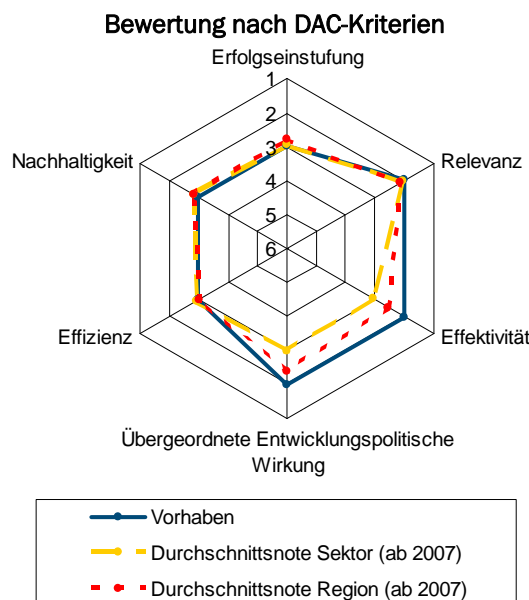 Bewertung nach DAC-Kriterien
Erfolgseinstufung
1
2
3
4
5
6
Nachhaltigkeit
Relevanz
Effizienz
Effektivität
Übergeordnete Entwicklungspolitische
Wirkung
Vorhaben
Durchschnittsnote Sektor (ab 2007)
Durchschnittsnote Region (ab 2007)